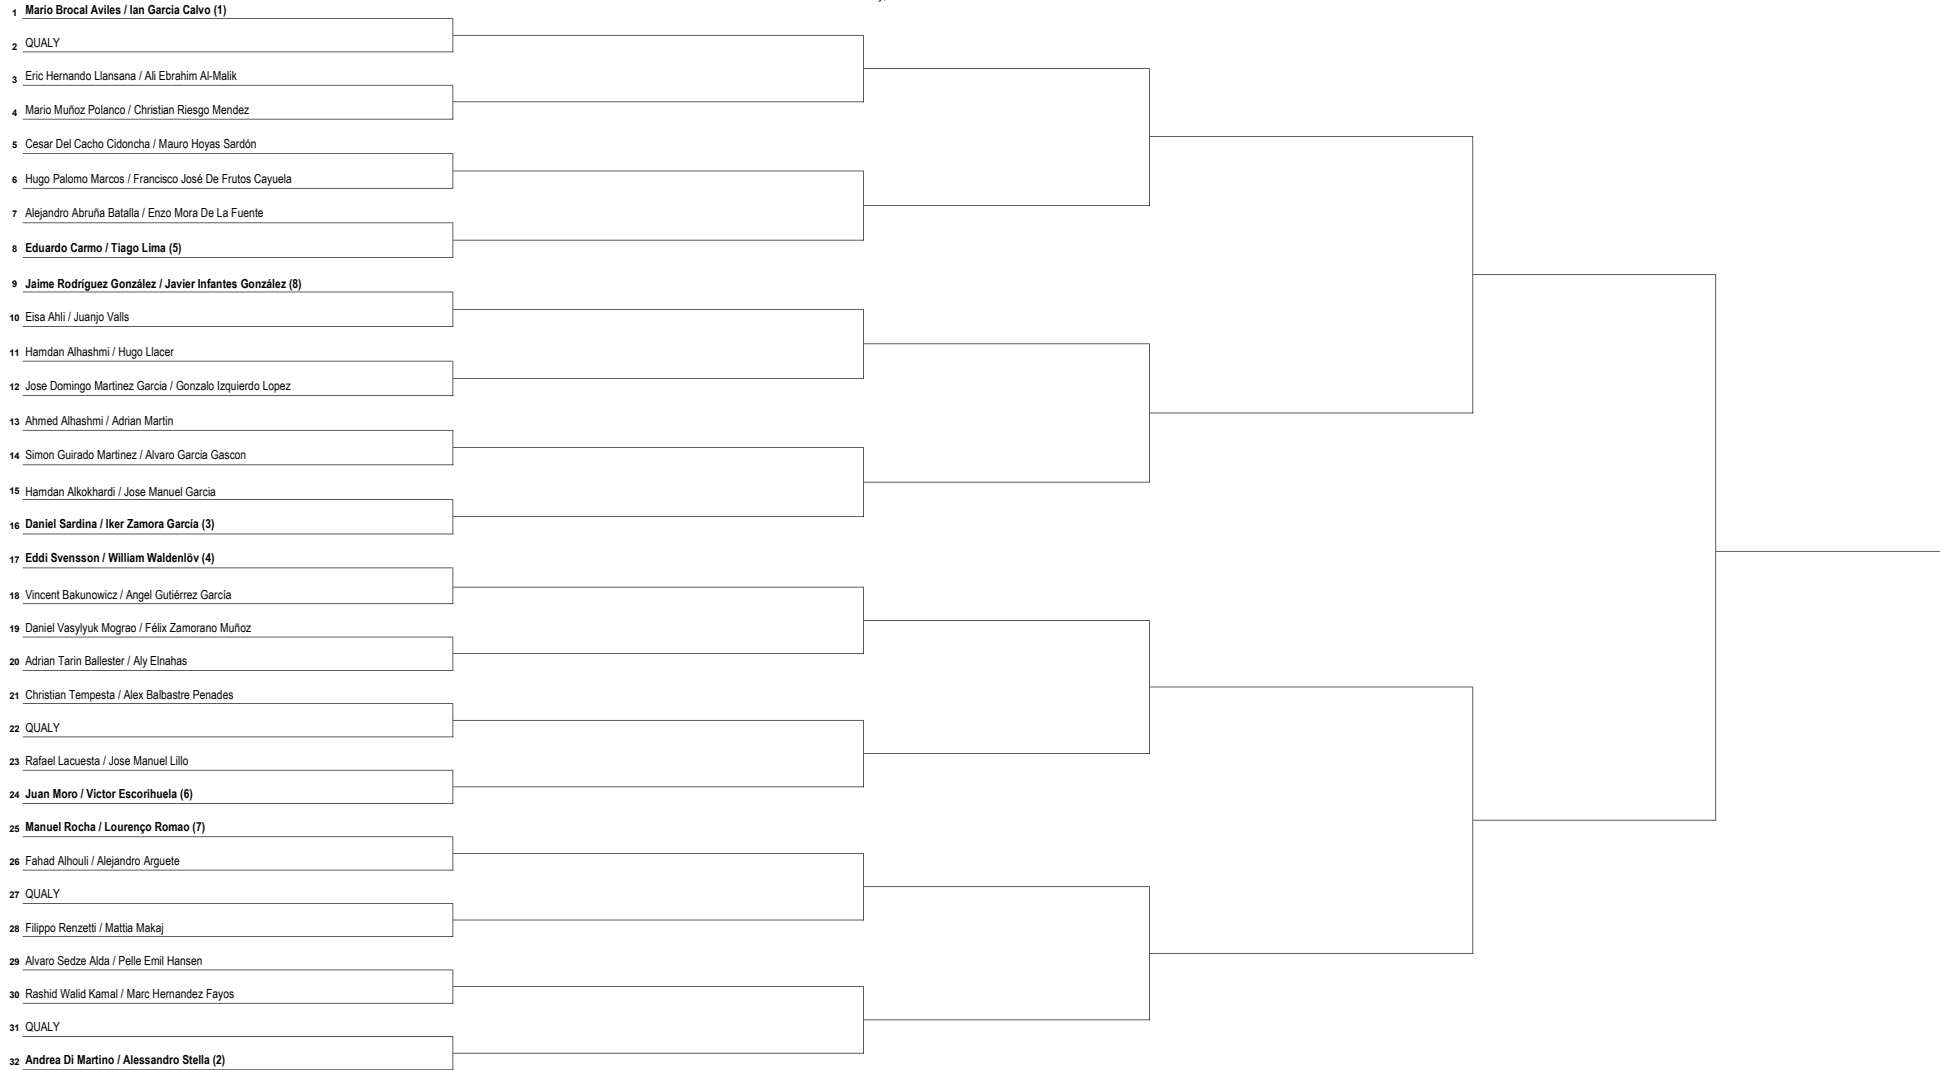 1 Mario Brocal Aviles / Ian Garcia Calvo (1)
2 QUALY
3 Eric Hernando Llansana / Ali Ebrahim Al-Malik
4 Mario Muñoz Polanco / Christian Riesgo Mendez
5 Cesar Del Cacho Cidoncha / Mauro Hoyas Sardón
6 Hugo Palomo Marcos / Francisco José De Frutos Cayuela
7 Alejandro Abruña Batalla / Enzo Mora De La Fuente
8 Eduardo Carmo / Tiago Lima (5)
9 Jaime Rodríguez González / Javier Infantes González (8)
10 Eisa Ahli / Juanjo Valls
11 Hamdan Alhashmi / Hugo Llacer
12 Jose Domingo Martinez Garcia / Gonzalo Izquierdo Lopez
13 Ahmed Alhashmi / Adrian Martin
14 Simon Guirado Martinez / Alvaro Garcia Gascon
15 Hamdan Alkokhardi / Jose Manuel Garcia
16 Daniel Sardina / Iker Zamora García (3)
17 Eddi Svensson / William Waldenlöv (4)
18 Vincent Bakunowicz / Angel Gutiérrez García
19 Daniel Vasylyuk Mograo / Félix Zamorano Muñoz
20 Adrian Tarin Ballester / Aly Elnahas
21 Christian Tempesta / Alex Balbastre Penades
22 QUALY
23 Rafael Lacuesta / Jose Manuel Lillo
24 Juan Moro / Victor Escorihuela (6)
25 Manuel Rocha / Lourenço Romao (7)
26 Fahad Alhouli / Alejandro Arguete
27 QUALY
28 Filippo Renzetti / Mattia Makaj
29 Alvaro Sedze Alda / Pelle Emil Hansen
30 Rashid Walid Kamal / Marc Hernandez Fayos
31 QUALY
32 Andrea Di Martino / Alessandro Stella (2)